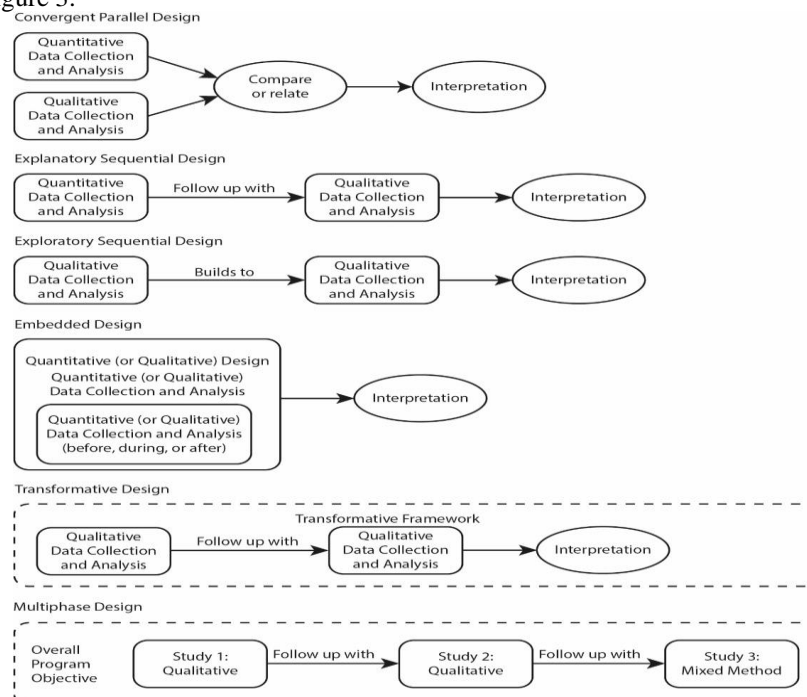 gure 3.
Convergent Parallel Design
Quantitative
Data Collection
and Analysis
Qualitative
Data Collection
and Analysis
Compare
or relate
Interpretation
Explanatory Sequential Design
Quantitative
Data Collection
and Analysis
Follow up with
Qualitative
Data Collection
and Analysis
Interpretation
Exploratory Sequential Design
Qualitative
Data Collection
and Analysis
Builds to
Qualitative
Data Collection
and Analysis
Interpretation
Embedded Design
Quantitative (or Qualitative) Design
Quantitative (or Qualitative)
Data Collection and Analysis
Quantitative (or Qualitative)
Data Collection and Analysis
(before, during, or after)
Interpretation
Transformative Design
Transformative Framework
Qualitative
Data Collection
and Analysis
Follow up with
Qualitative
Data Collection
and Analysis
Interpretation
Multiphase Design
Overall
Program
Objective
Study 1:
Qualitative
Follow up with
Study 2:
Qualitative
Follow up with
Study 3:
Mixed Method